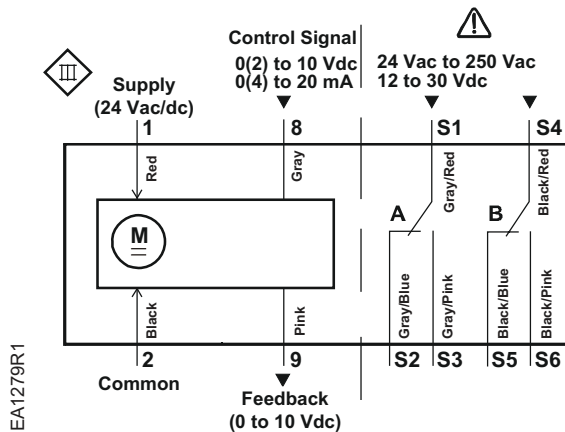 Control Signal
0(2) to 10 Vdc
0(4) to 20 mA
24 Vac to 250 Vac
12 to 30 Vdc
III
Supply
(24 Vac/dc)
1
8
S1
S4
Red
Gray
Gray/Red
Black/Red
A
B
M
Black
Pink
Gray/Blue
Gray/Pink
Black/Blue
Black/Pink
2
9
S2
S3
S5
S6
Common
Feedback
(0 to 10 Vdc)
EA1279R1